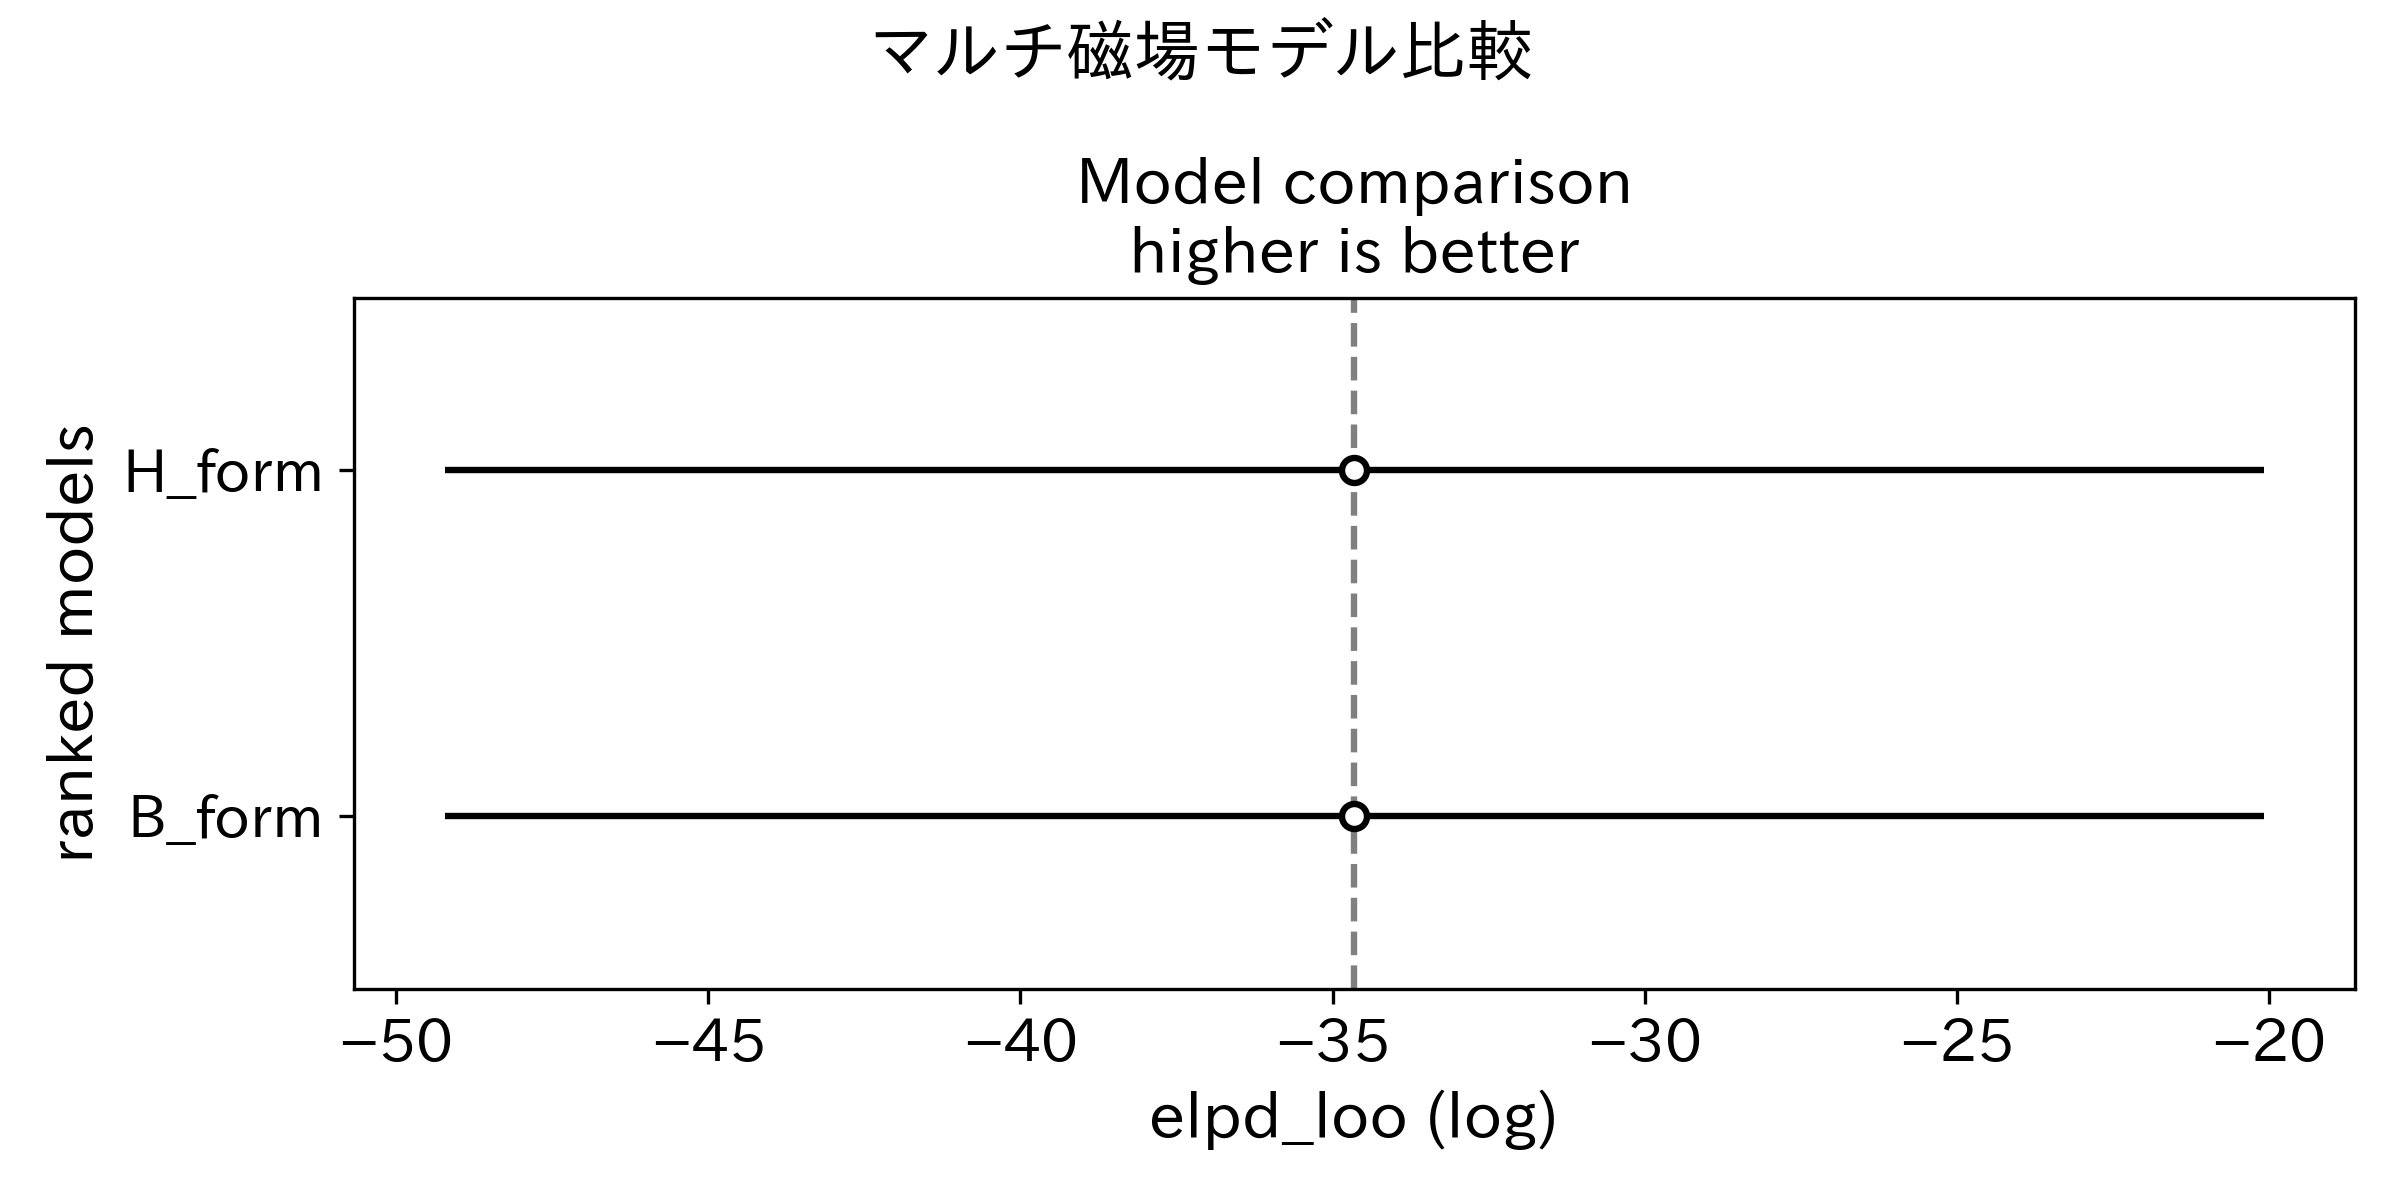 マルチ磁場モデル比較
Model comparison
higher is better
ranked models
H_form
B_form
−50 −45 −40 −35 −30 −25 −20
elpd_loo (log)